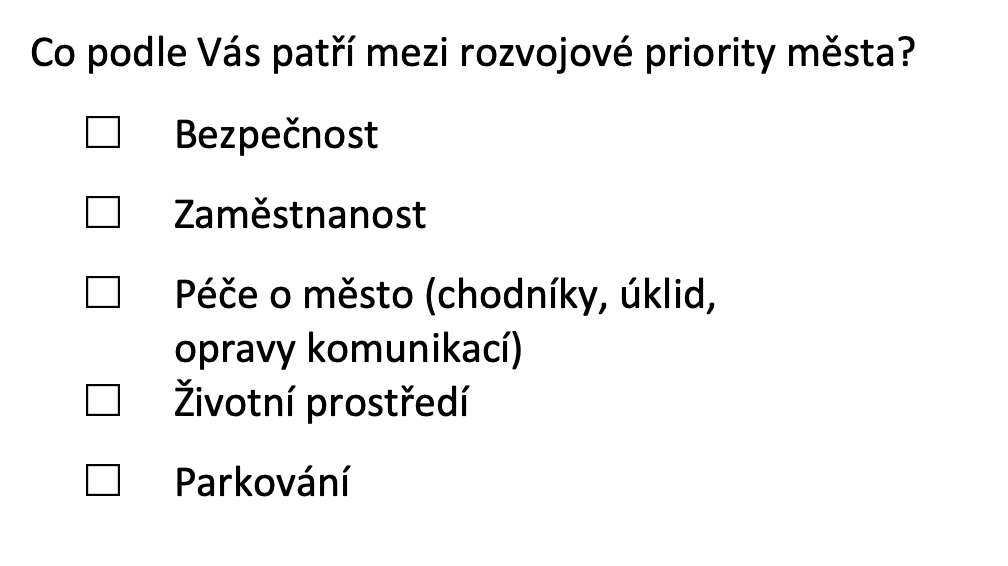 Co podle Vás patří mezi rozvojové priority města?
Bezpečnost
Zaměstnanost
Péče o město (chodníky, úklid,
opravy komunikací)
Životní prostředí
Parkování